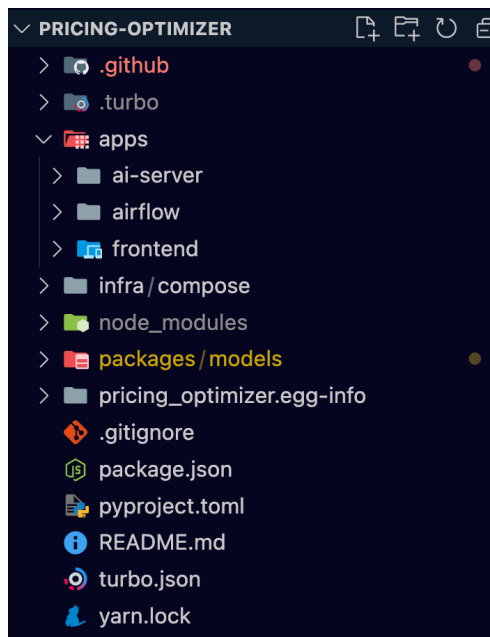 PRICING-OPTIMIZER
.github
.turbo
apps
ai-server
airflow
frontend
infra/compose
node_modules
packages/models
pricing_optimizer.egg-info
.gitignore
package.json
pyproject.toml
README.md
turbo.json
yarn.lock